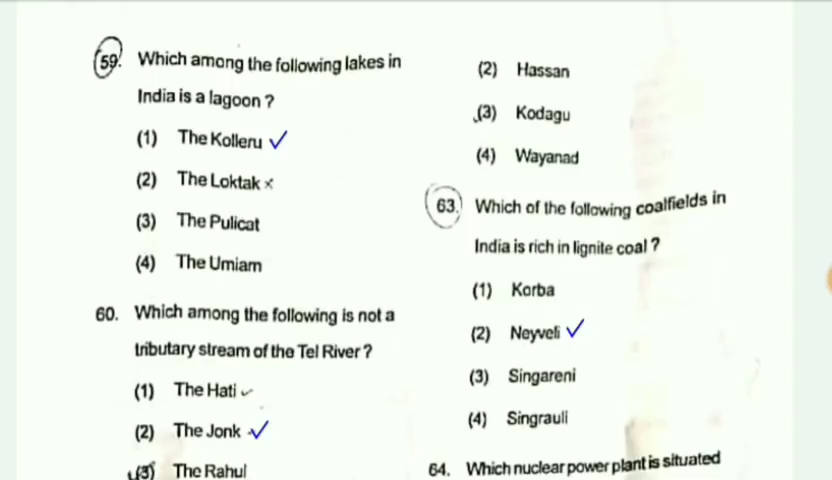 59. Which among the following lakes in
India is a lagoon ?
(1) The Kolleru ✓
(2) The Loktak ×
(3) The Pulicat
(4) The Umiam
60. Which among the following is not a
tributary stream of the Tel River ?
(1) The Hati ✓
(2) The Jonk ✓
(3) The Rahul
(2) Hassan
(3) Kodagu
(4) Wayanad
63. Which of the following coalfields in
India is rich in lignite coal ?
(1) Korba
(2) Neyveli ✓
(3) Singareni
(4) Singrauli
64. Which nuclear power plant is situated